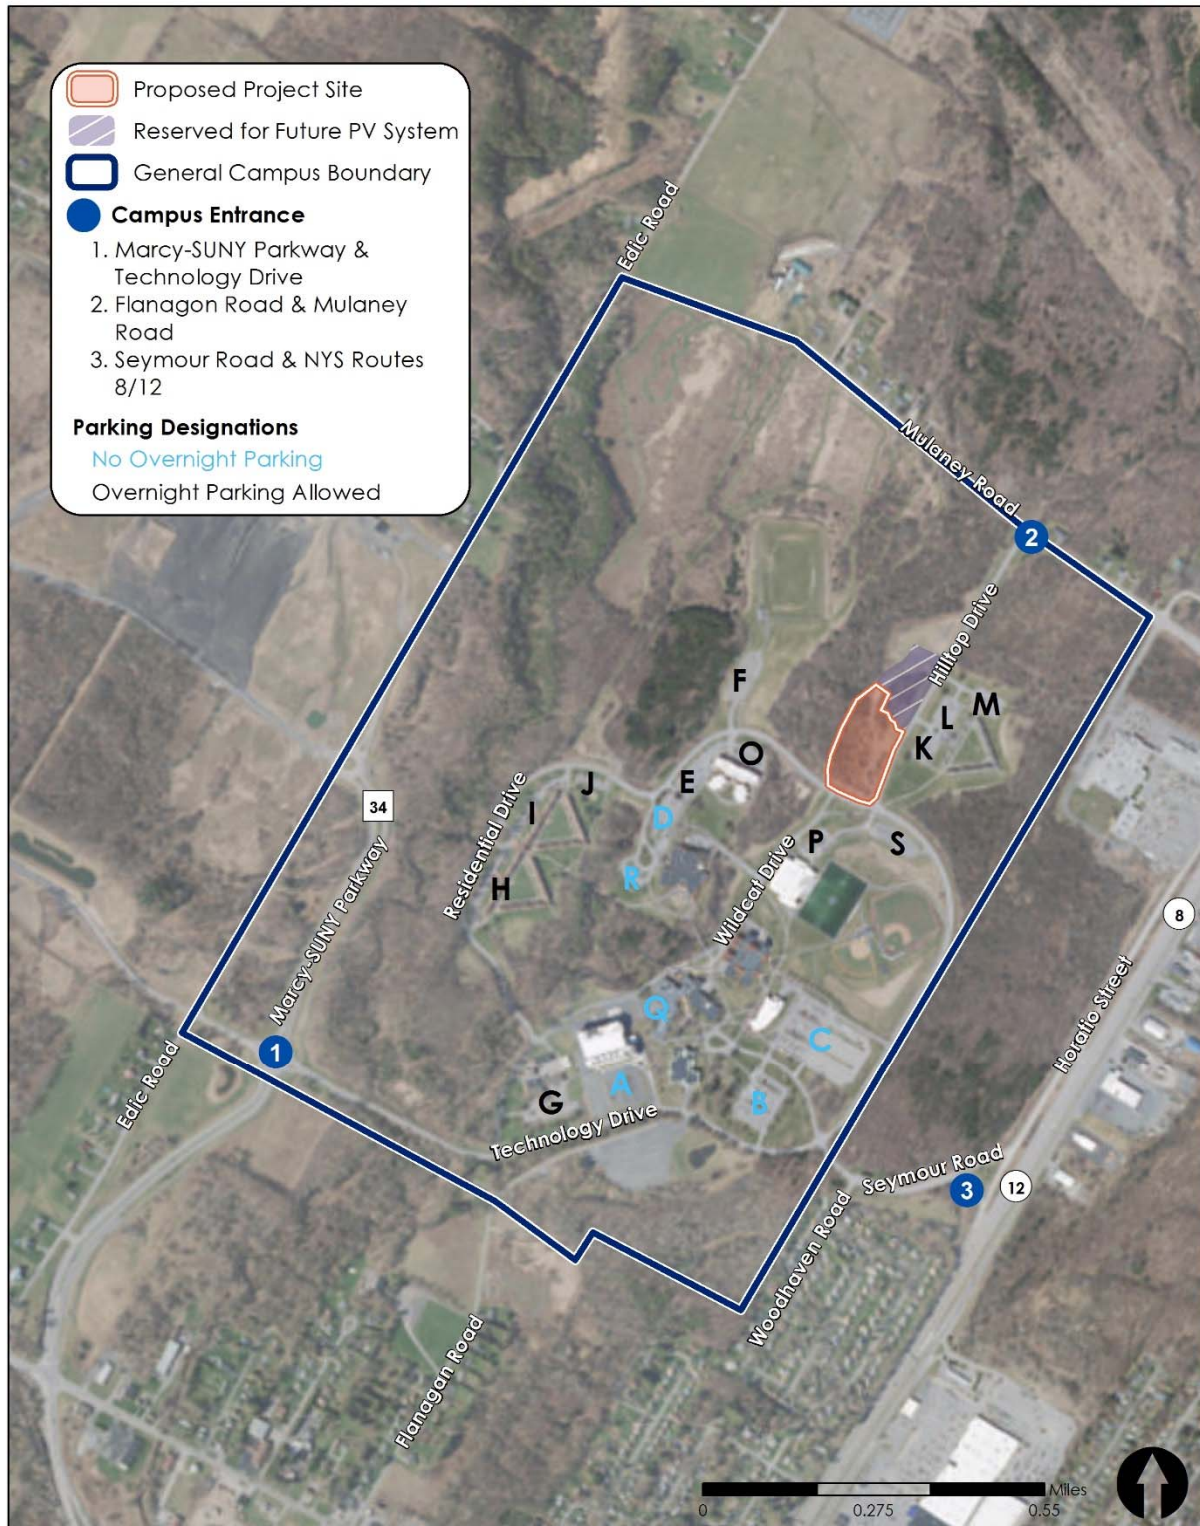 Proposed Project Site
Reserved for Future PV System
General Campus Boundary
Campus Entrance
1. Marcy-SUNY Parkway &
Technology Drive
2. Flanagon Road & Mulaney
Road
3. Seymour Road & NYS Routes
8/12
Parking Designations
No Overnight Parking
Overnight Parking Allowed
Edic Road
Mulaney Road
2
Hilltop Drive
F
M
L
K
O
E
J
I
D
34
Residential Drive
H
R
P
S
Wildcat Drive
Marcy-SUNY Parkway
8
Horatio Street
Q
C
1
A
B
G
Edic Road
Technology Drive
Seymour Road
3
12
Woodhaven Road
Flanagan Road
Miles
0
0.275
0.55